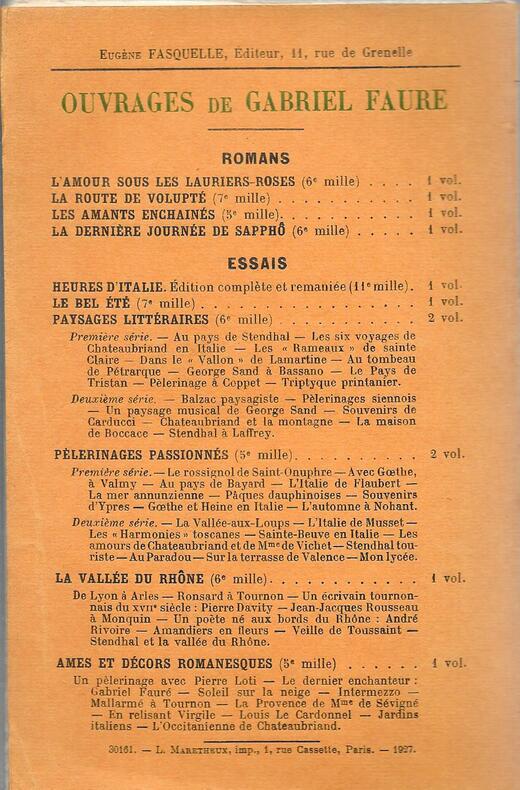 EUGÈNE FASQUELLE, Éditeur, 11, rue de Grenelle
OUVRAGES DE GABRIEL FAURE
ROMANS
L'AMOUR SOUS LES LAURIERS-ROSES (6e mille) . . . . 1 vol.
LA ROUTE DE VOLUPTÉ (7e mille) . . . . . . . . . . . . 1 vol.
LES AMANTS ENCHAINÉS (5e mille). . . . . . . . . . . . 1 vol.
LA DERNIÈRE JOURNÉE DE SAPPHÔ (6e mille) . . . . . 1 vol.
ESSAIS
HEURES D'ITALIE. Édition complète et remaniée (11e mille). 1 vol.
LE BEL ÉTÉ (7e mille) . . . . . . . . . . . . . . . . . . 1 vol.
PAYSAGES LITTÉRAIRES (6e mille) . . . . . . . . . . . . 2 vol.
Première série. — Au pays de Stendhal — Les six voyages de
Chateaubriand en Italie — Les « Rameaux » de sainte
Claire — Dans le « Vallon » de Lamartine — Au tombeau
de Pétrarque — George Sand à Bassano — Le Pays de
Tristan — Pèlerinage à Coppet — Triptyque printanier.
Deuxième série. — Balzac paysagiste — Pèlerinages siennois
— Un paysage musical de George Sand — Souvenirs de
Carducci — Chateaubriand et la montagne — La maison
de Boccace — Stendhal à Laffrey.
PÈLERINAGES PASSIONNÉS (5e mille). . . . . . . . . . . 2 vol.
Première série. — Le rossignol de Saint-Onuphre — Avec Gœthe,
à Valmy — Au pays de Bayard — L'Italie de Flaubert —
La mer annunzienne — Pâques dauphinoises — Souvenirs
d'Ypres — Gœthe et Heine en Italie — L'automne à Nohant.
Deuxième série. — La Vallée-aux-Loups — L'Italie de Musset —
Les « Harmonies » toscanes — Sainte-Beuve en Italie — Les
amours de Chateaubriand et de Mme de Vichet — Stendhal tou-
riste — Au Paradou — Sur la terrasse de Valence — Mon lycée.
LA VALLÉE DU RHÔNE (6e mille). . . . . . . . . . . . . 1 vol.
De Lyon à Arles — Ronsard à Tournon — Un écrivain tournon-
nais du XVIIe siècle : Pierre Davity — Jean-Jacques Rousseau
à Monquin — Un poète né aux bords du Rhône : André
Rivoire — Amandiers en fleurs — Veille de Toussaint —
Stendhal et la vallée du Rhône.
AMES ET DÉCORS ROMANESQUES (5e mille) . . . . . . 1 vol.
Un pèlerinage avec Pierre Loti — Le dernier enchanteur :
Gabriel Fauré — Soleil sur la neige — Intermezzo —
Mallarmé à Tournon — La Provence de Mme de Sévigné
— En relisant Virgile — Louis Le Cardonnel — Jardins
italiens — L'Occitanienne de Chateaubriand.
30161. — L. MARETHEUX, imp., 1, rue Cassette, Paris. — 1927.